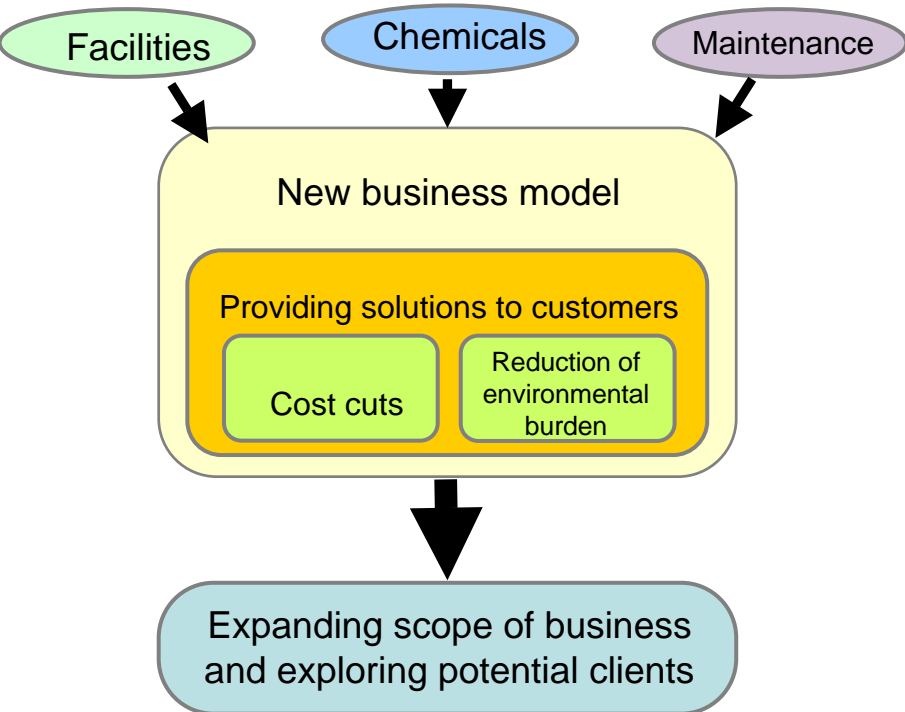 Facilities
Chemicals
Maintenance
New business model
Providing solutions to customers
Cost cuts
Reduction of
environmental
burden
Expanding scope of business
and exploring potential clients